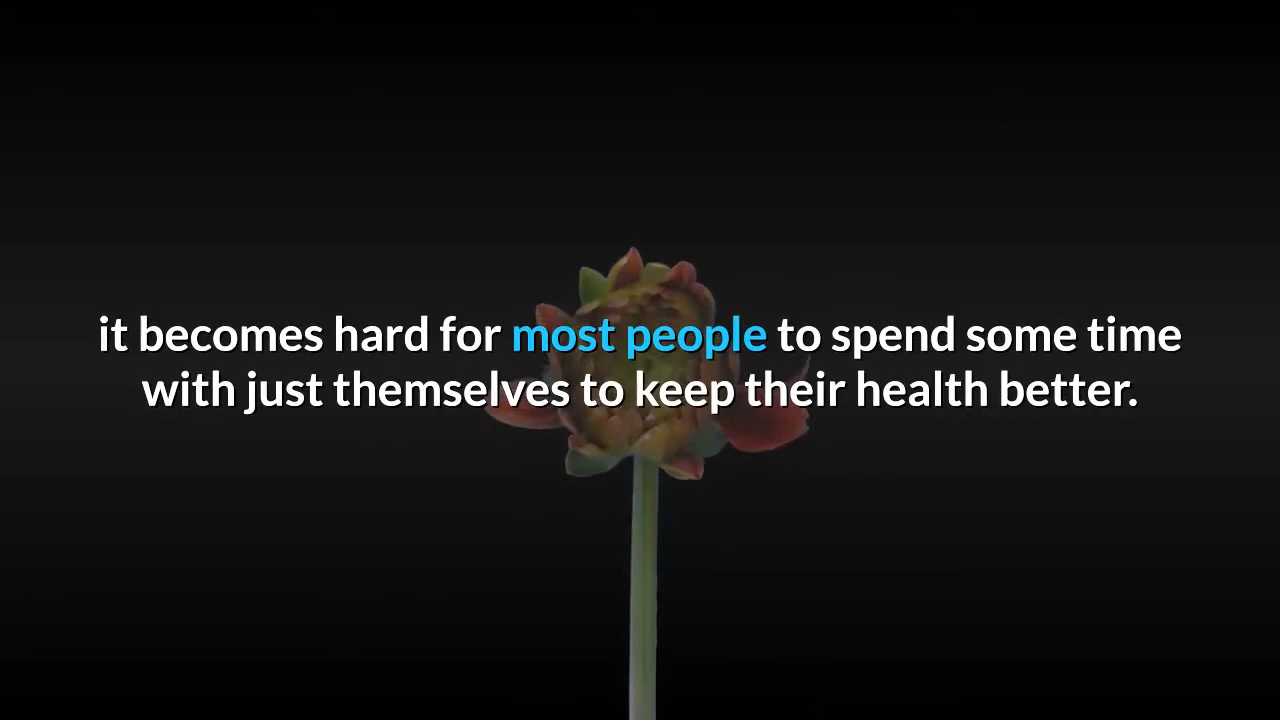 it becomes hard for most people to spend some time
with just themselves to keep their health better.